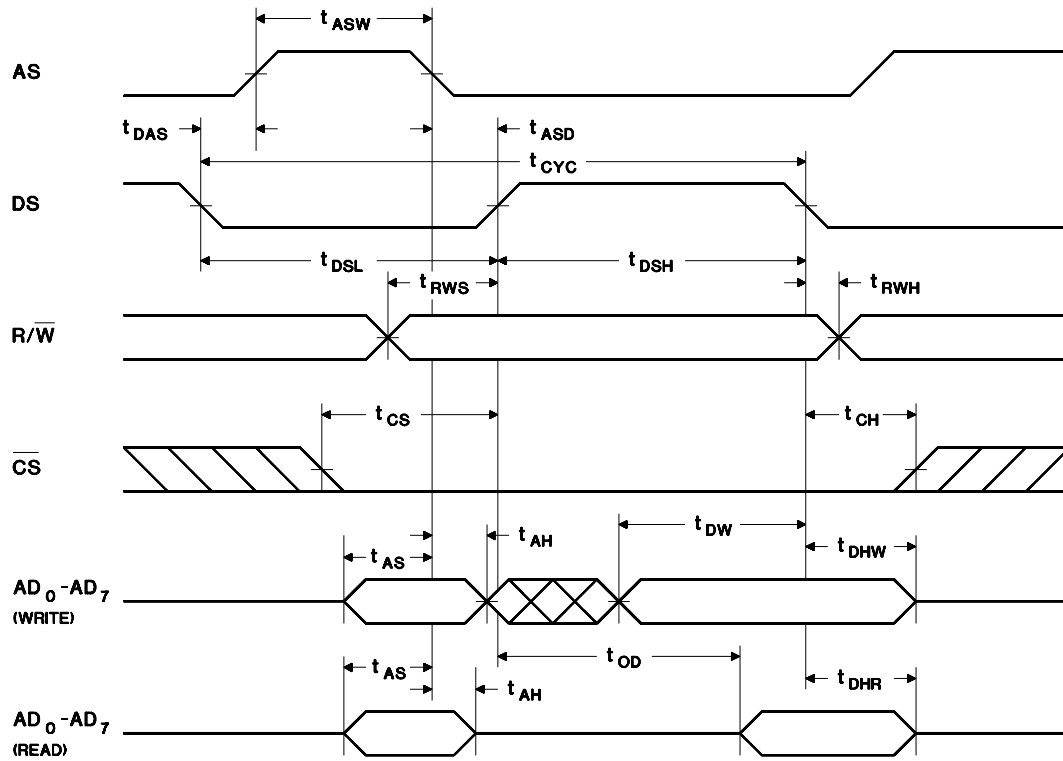 t ASW
AS
t DAS
t ASD
t CYC
DS
t DSL
t DSH
t RWS
t RWH
R/W̅
t CS
t CH
C̅S̅
t DW
t AH
t DHW
t AS
AD 0 -AD 7
(WRITE)
t OD
t AS
t DHR
t AH
AD 0 -AD 7
(READ)